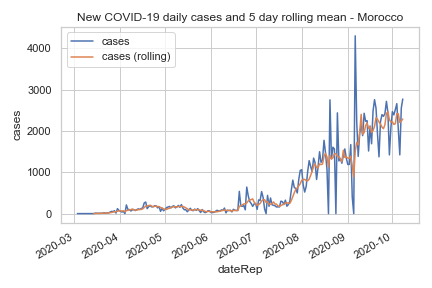 New COVID-19 daily cases and 5 day rolling mean - Morocco
cases
cases (rolling)
4000
3000
2000
1000
0
cases
2020-03
2020-04
2020-05
2020-06
2020-07
2020-08
2020-09
2020-10
dateRep